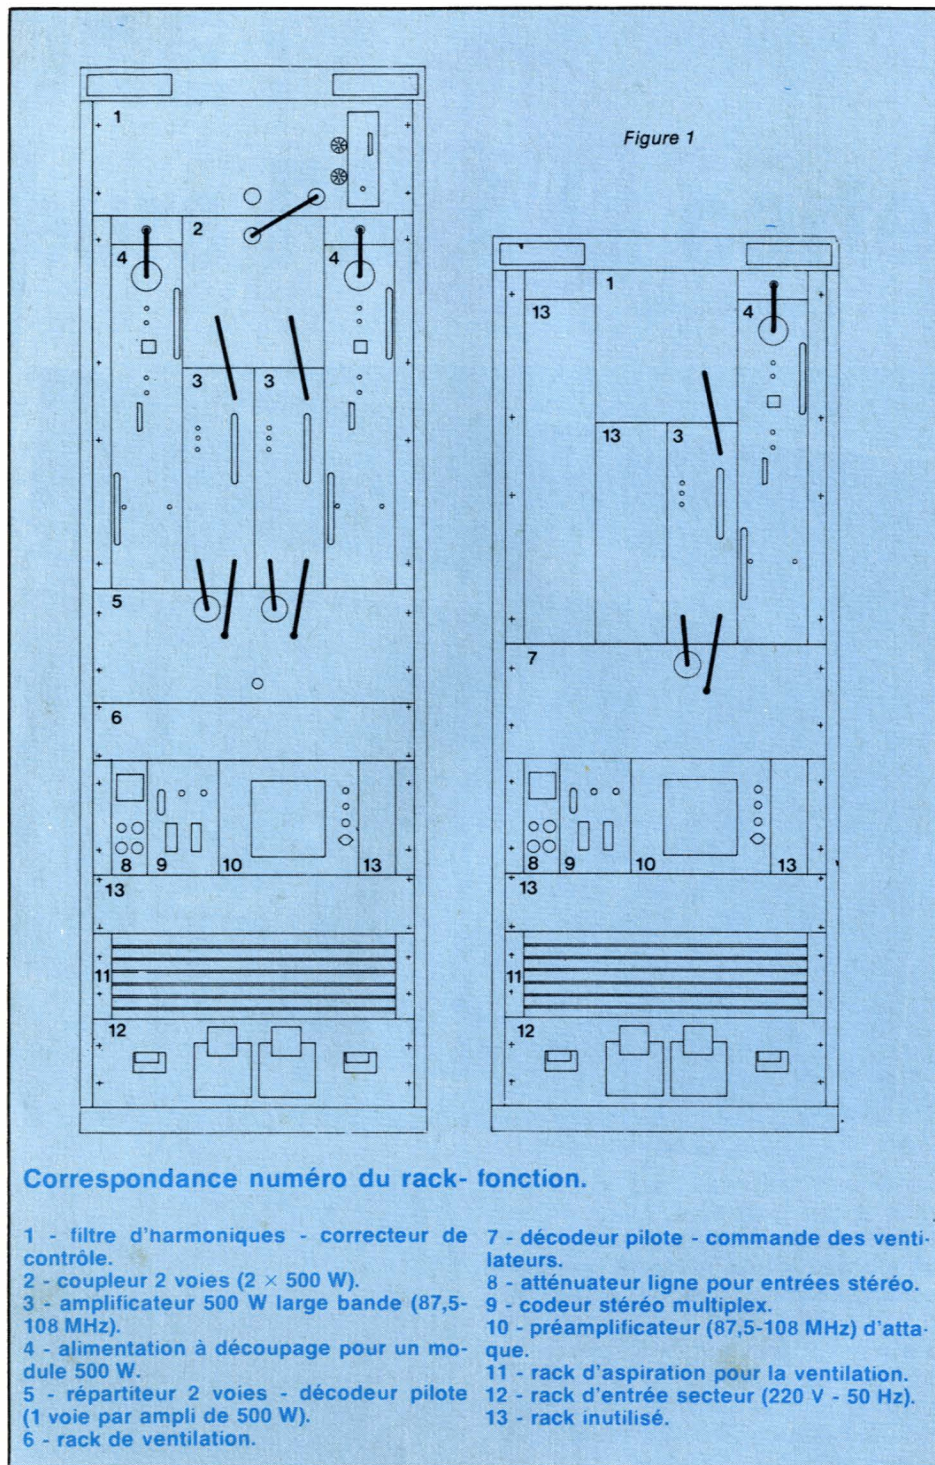 Figure 1
1
2
4
4
3
3
5
6
8
9
10
13
13
11
12
1
13
4
13
3
7
8
9
10
13
13
11
12
Correspondance numéro du rack- fonction.
1 - filtre d'harmoniques - correcteur de
contrôle.
2 - coupleur 2 voies (2 × 500 W).
3 - amplificateur 500 W large bande (87,5-
108 MHz).
4 - alimentation à découpage pour un mo-
dule 500 W.
5 - répartiteur 2 voies - décodeur pilote
(1 voie par ampli de 500 W).
6 - rack de ventilation.
7 - décodeur pilote - commande des venti-
lateurs.
8 - atténuateur ligne pour entrées stéréo.
9 - codeur stéréo multiplex.
10 - préamplificateur (87,5-108 MHz) d'atta-
que.
11 - rack d'aspiration pour la ventilation.
12 - rack d'entrée secteur (220 V - 50 Hz).
13 - rack inutilisé.